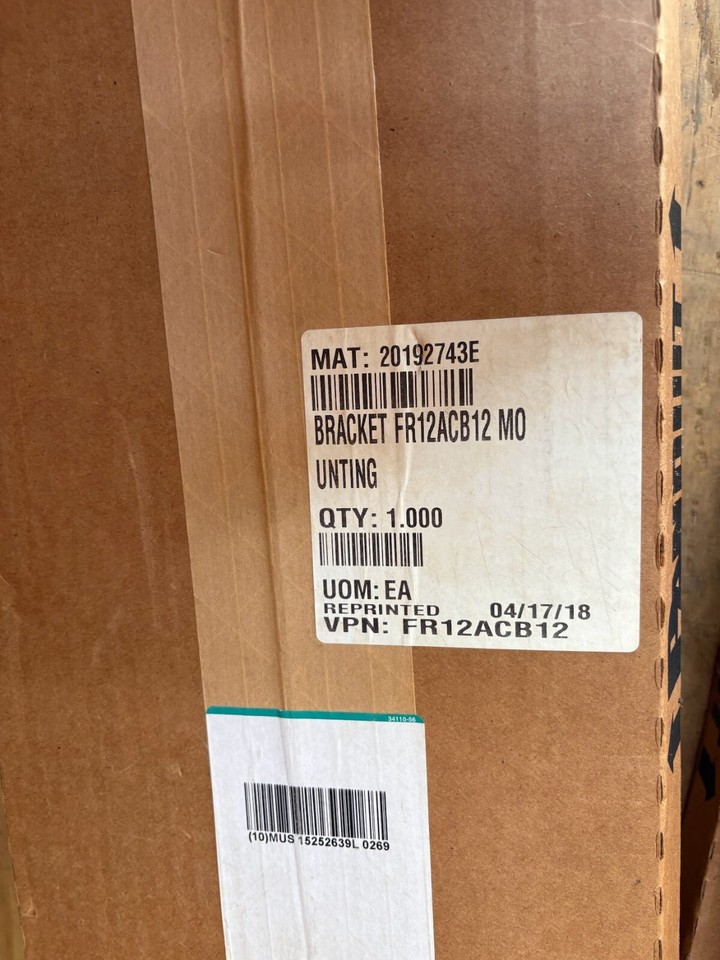 MAT: 20192743E
BRACKET FR12ACB12 MO
UNTING
QTY: 1.000
UOM: EA
REPRINTED 04/17/18
VPN: FR12ACB12
34110-56
(10)MUS 15252639L 0269